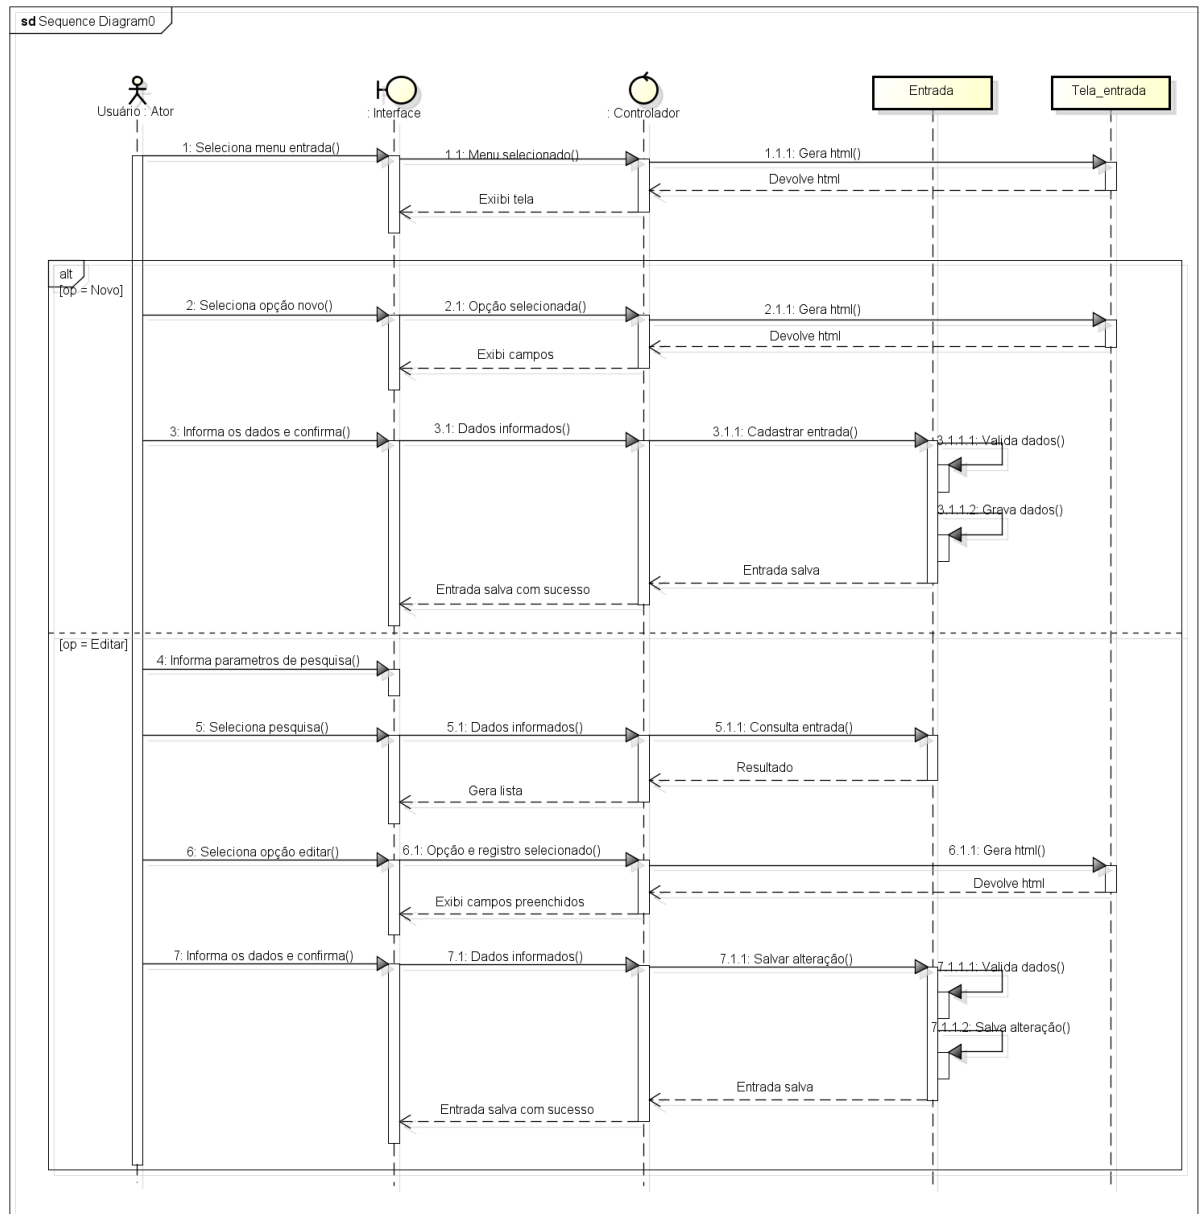 sd Sequence Diagram0
Usuário : Ator
: Interface
: Controlador
Entrada
Tela_entrada
1: Seleciona menu entrada()
1.1: Menu selecionado()
1.1.1: Gera html()
Devolve html
Exiibi tela
alt
[op = Novo]
2: Seleciona opção novo()
2.1: Opção selecionada()
2.1.1: Gera html()
Devolve html
Exibi campos
3: Informa os dados e confirma()
3.1: Dados informados()
3.1.1: Cadastrar entrada()
3.1.1.1: Valida dados()
3.1.1.2: Grava dados()
Entrada salva
Entrada salva com sucesso
[op = Editar]
4: Informa parametros de pesquisa()
5: Seleciona pesquisa()
5.1: Dados informados()
5.1.1: Consulta entrada()
Resultado
Gera lista
6: Seleciona opção editar()
6.1: Opção e registro selecionado()
6.1.1: Gera html()
Devolve html
Exibi campos preenchidos
7: Informa os dados e confirma()
7.1: Dados informados()
7.1.1: Salvar alteração()
7.1.1.1: Valida dados()
7.1.1.2: Salva alteração()
Entrada salva
Entrada salva com sucesso